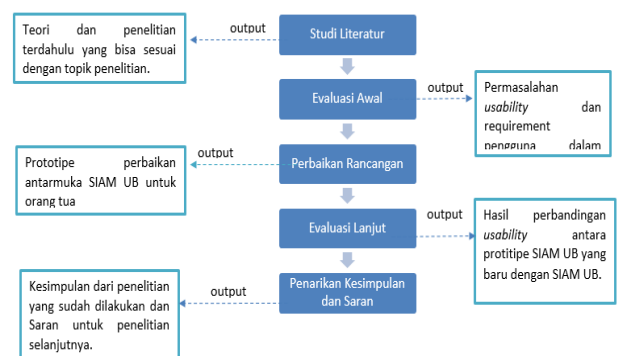 Teori dan penelitian
terdahulu yang bisa sesuai
dengan topik penelitian.
output
Studi Literatur
Evaluasi Awal
output
Permasalahan
usability dan
requirement
pengguna dalam
Prototipe perbaikan
antarmuka SIAM UB untuk
orang tua
output
Perbaikan Rancangan
Evaluasi Lanjut
output
Hasil perbandingan
usability antara
protitipe SIAM UB yang
baru dengan SIAM UB.
Kesimpulan dari penelitian
yang sudah dilakukan dan
Saran untuk penelitian
selanjutnya.
output
Penarikan Kesimpulan
dan Saran